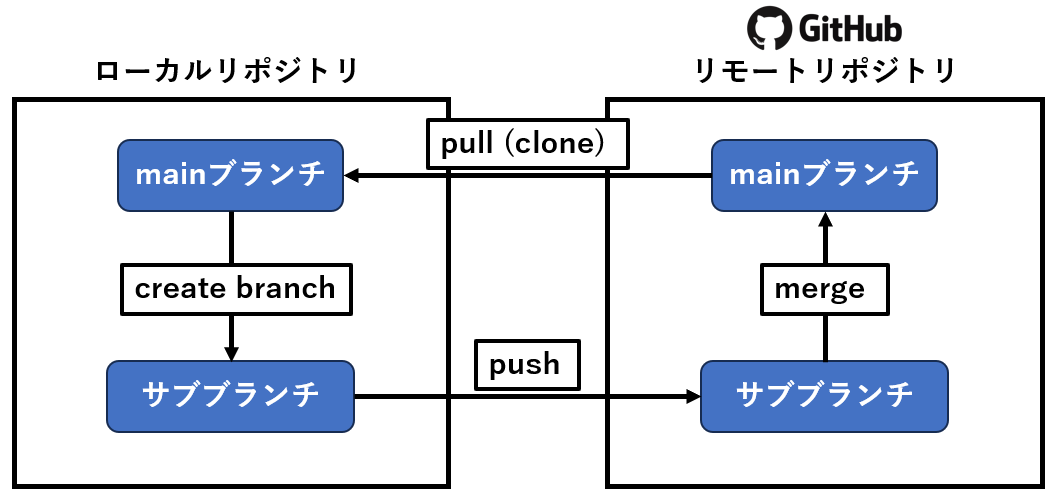 GitHub
ローカルリポジトリ
リモートリポジトリ
pull (clone)
mainブランチ
mainブランチ
create branch
merge
push
サブブランチ
サブブランチ